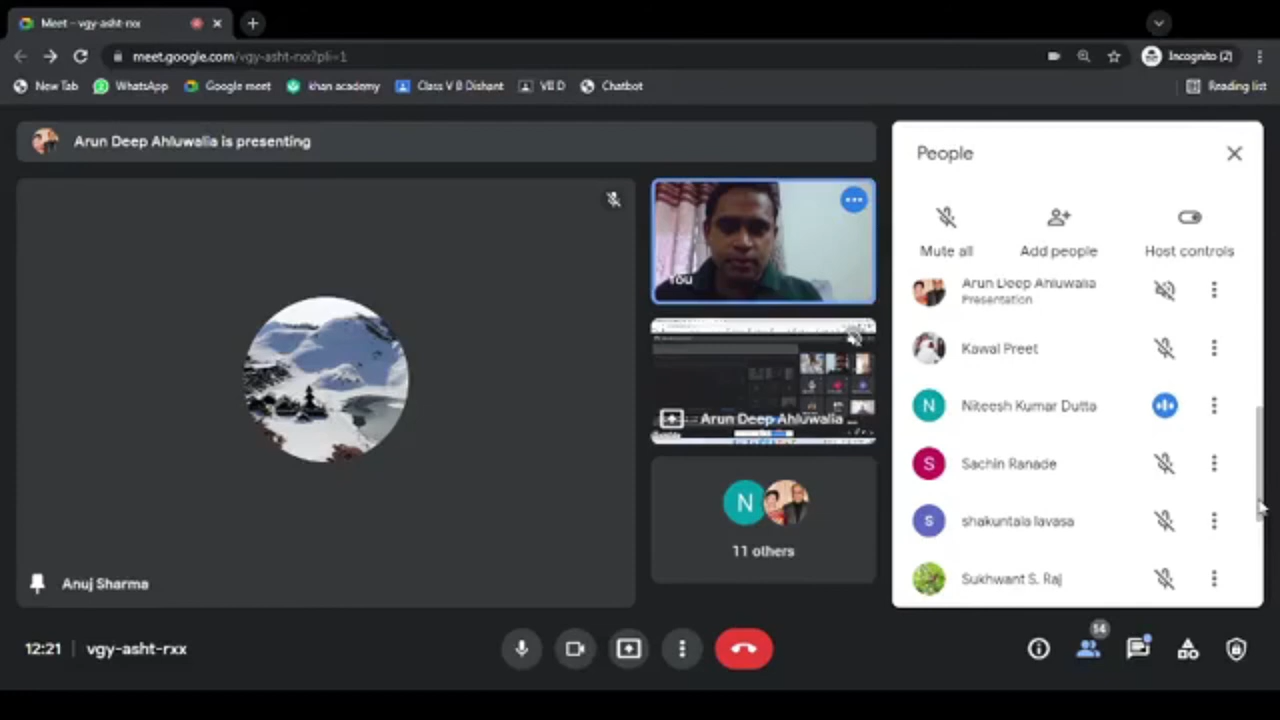 Meet - vgy-asht-rxx
meet.google.com/vgy-asht-rxx?pli=1
Incognito (2)
New Tab
WhatsApp
Google meet
khan academy
Class V B Dishant
VII D
Chatbot
Reading list
Arun Deep Ahluwalia is presenting
Anuj Sharma
You
Arun Deep Ahluwalia
N
11 others
People
Mute all
Add people
Host controls
Arun Deep Ahluwalia
Presentation
Kawal Preet
N Niteesh Kumar Dutta
S Sachin Ranade
s shakuntala lavasa
Sukhwant S. Raj
12:21 | vgy-asht-rxx
14